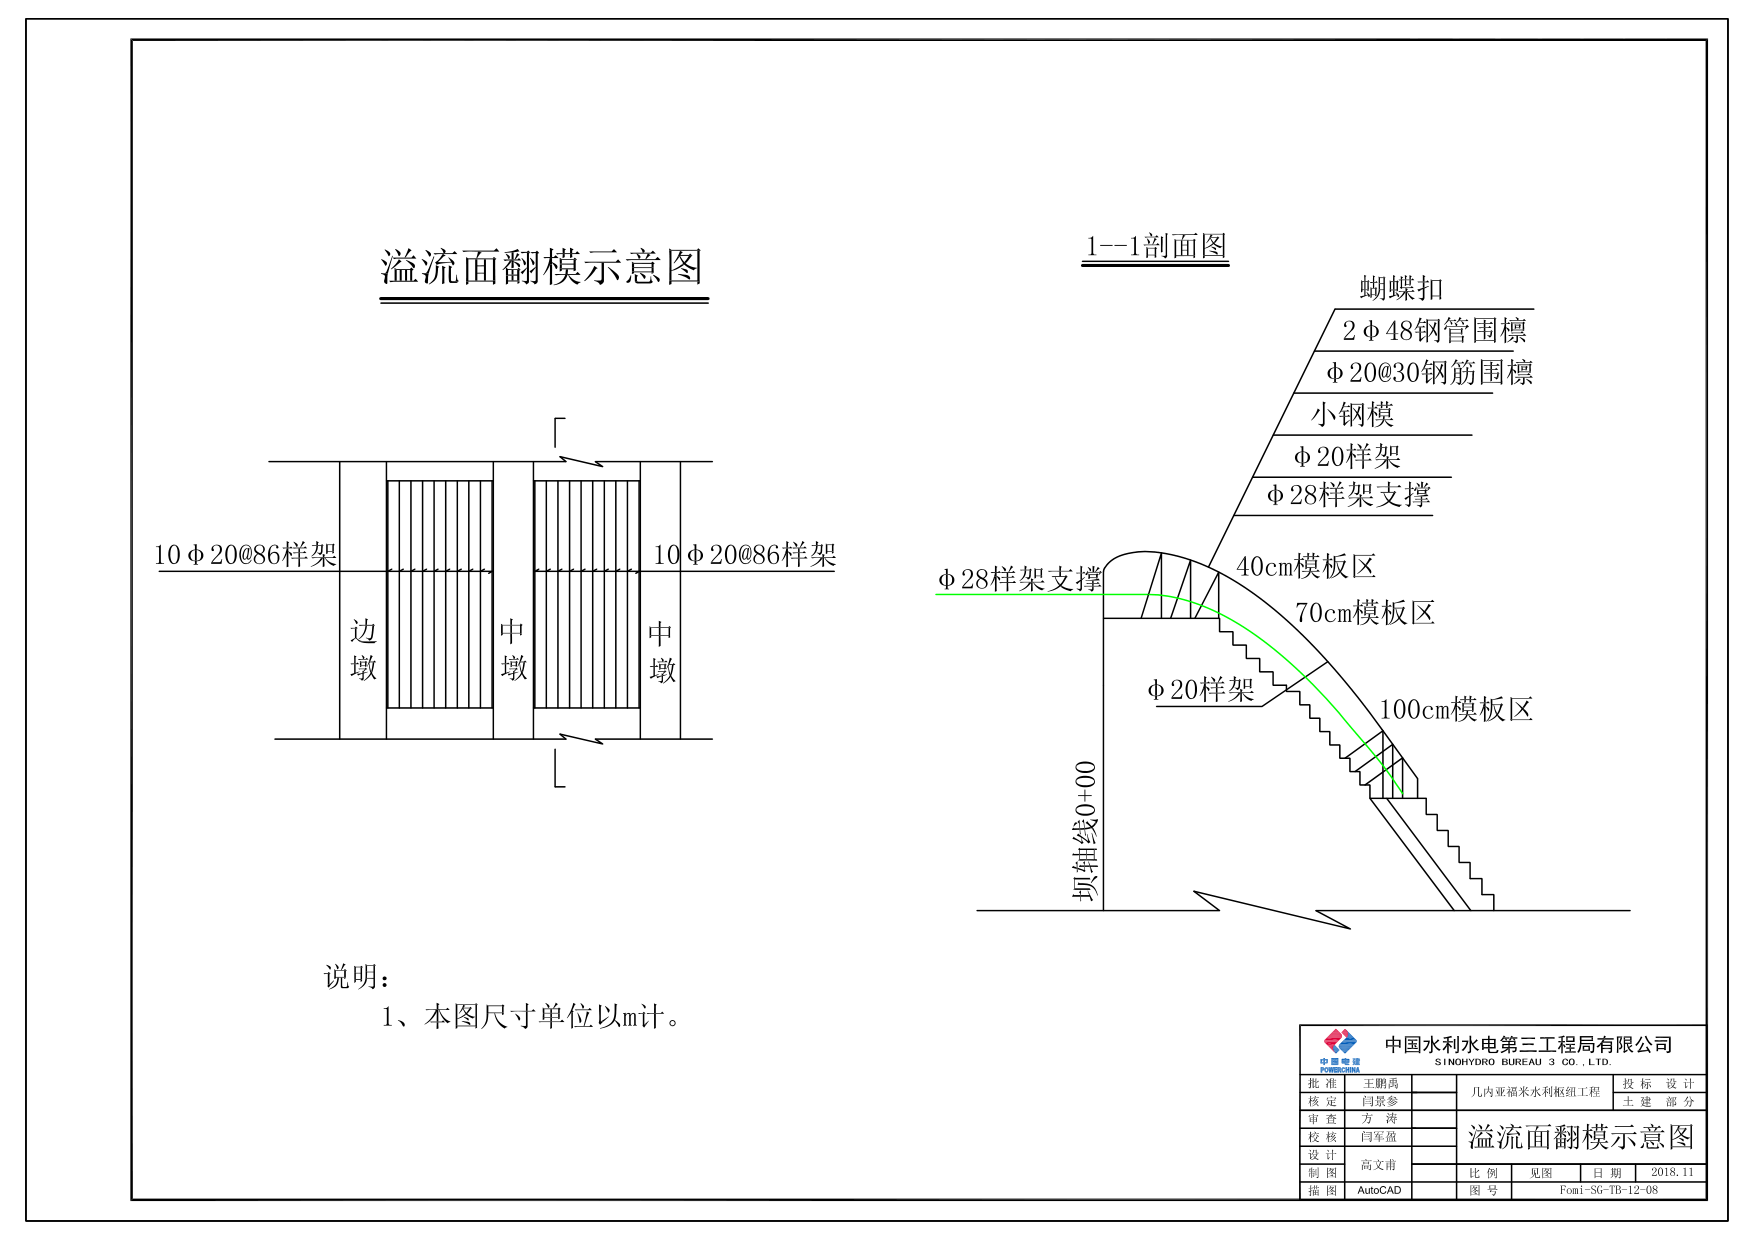 溢流面翻模示意图
1--1剖面图
蝴蝶扣
2φ48钢管围檩
φ20@30钢筋围檩
小钢模
φ20样架
φ28样架支撑
10φ20@86样架
10φ20@86样架
边墩
中墩
中墩
φ28样架支撑
40cm模板区
70cm模板区
φ20样架
100cm模板区
坝轴线0+00
说明:
1、本图尺寸单位以m计。
中国电建
POWERCHINA
中国水利水电第三工程局有限公司
SINOHYDRO BUREAU 3 CO.,LTD.
批 准 王鹏禹
核 定 闫景参
审 查 方 涛
校 核 闫军盈
设 计
制 图 高文甫
描 图 AutoCAD
几内亚福米水利枢纽工程
投 标 设 计
土 建 部 分
溢流面翻模示意图
比 例 见图 日 期 2018.11
图 号 Fomi-SG-TB-12-08